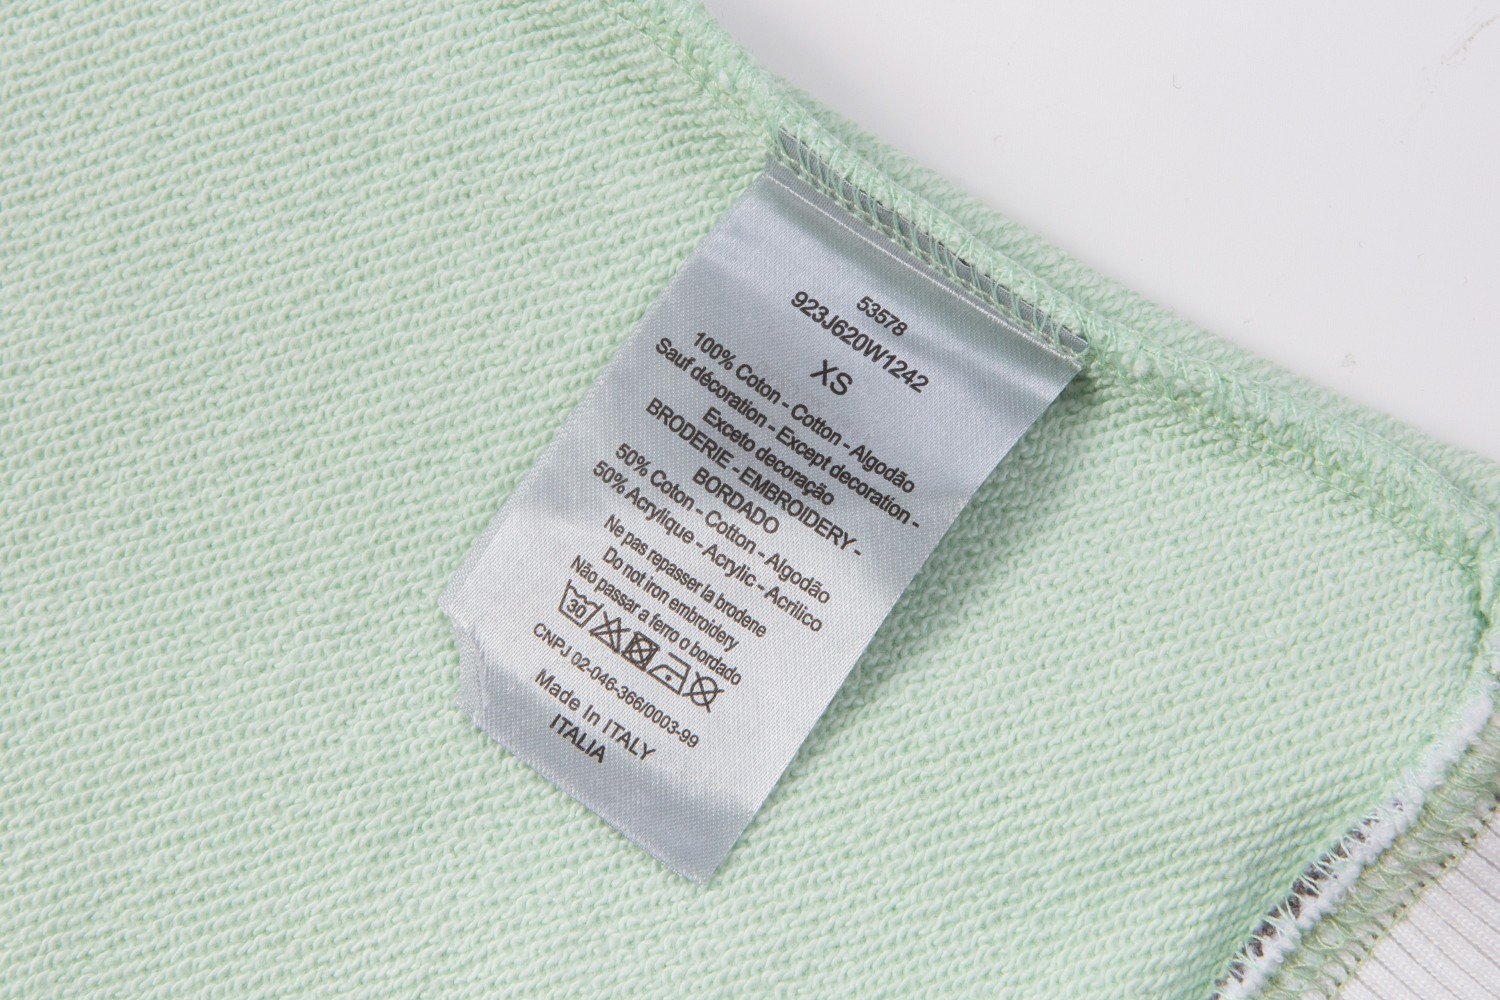 53578
923J620W1242
XS
100% Coton - Cotton - Algodão
Sauf décoration - Except decoration -
Exceto decoração
BRODERIE - EMBROIDERY -
BORDADO
50% Coton - Cotton - Algodão
50% Acrylique - Acrylic - Acrílico
Ne pas repasser la broderie
Do not iron embroidery
Não passar a ferro o bordado
30
CNPJ 02-046-366/0003-99
Made In ITALY
ITALIA